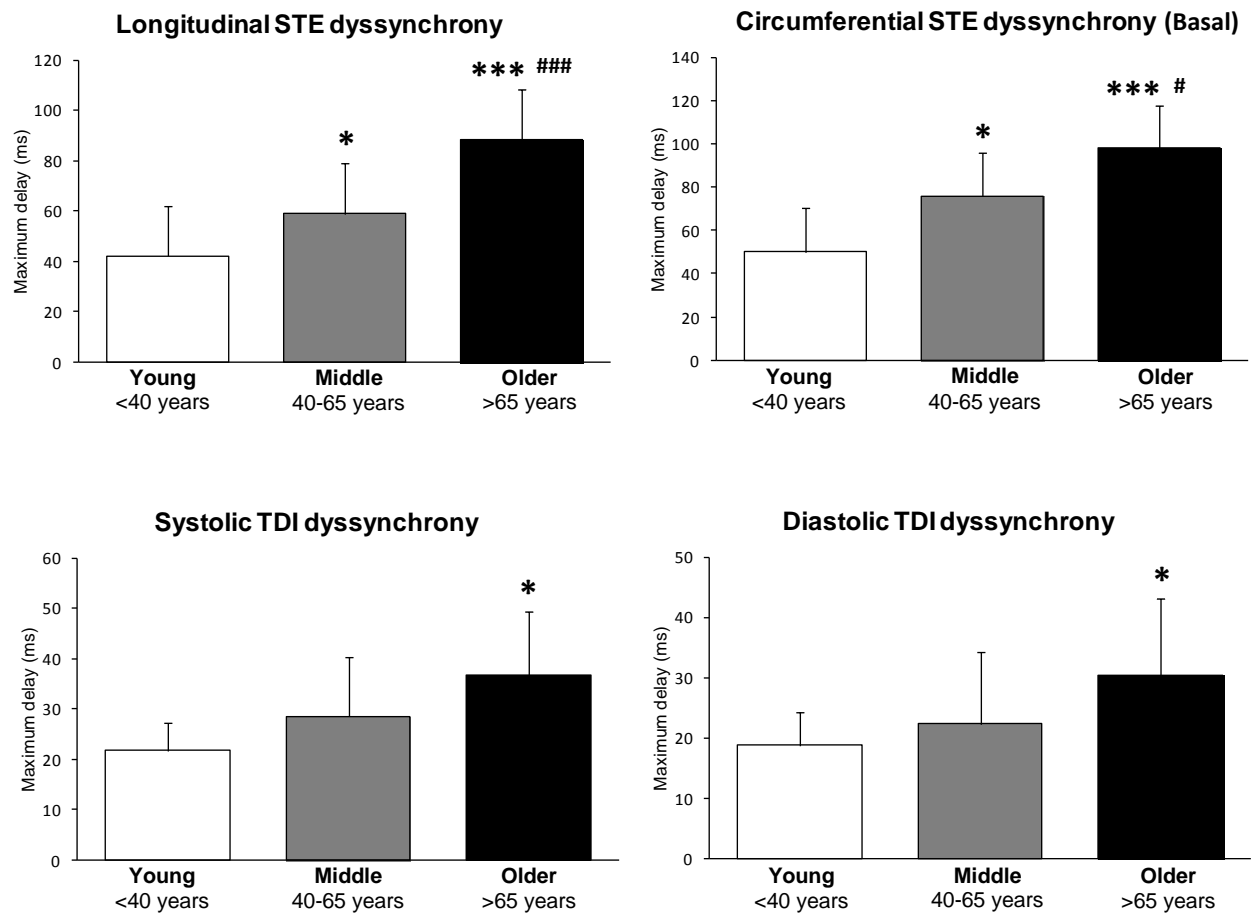 Longitudinal STE dyssynchrony
Maximum delay (ms)
120
100
80
60
40
20
0
*
*** ###
Young
<40 years
Middle
40-65 years
Older
>65 years
Circumferential STE dyssynchrony (Basal)
Maximum delay (ms)
140
120
100
80
60
40
20
0
*
*** #
Young
<40 years
Middle
40-65 years
Older
>65 years
Systolic TDI dyssynchrony
Maximum delay (ms)
60
50
40
30
20
10
0
*
Young
<40 years
Middle
40-65 years
Older
>65 years
Diastolic TDI dyssynchrony
Maximum delay (ms)
50
40
30
20
10
0
*
Young
<40 years
Middle
40-65 years
Older
>65 years